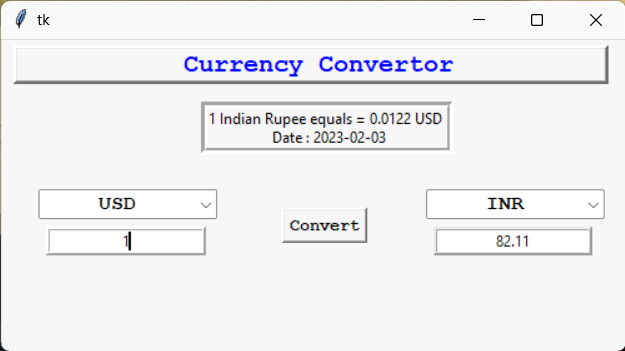 tk
Currency Convertor
1 Indian Rupee equals = 0.0122 USD
Date : 2023-02-03
USD
INR
1
Convert
82.11